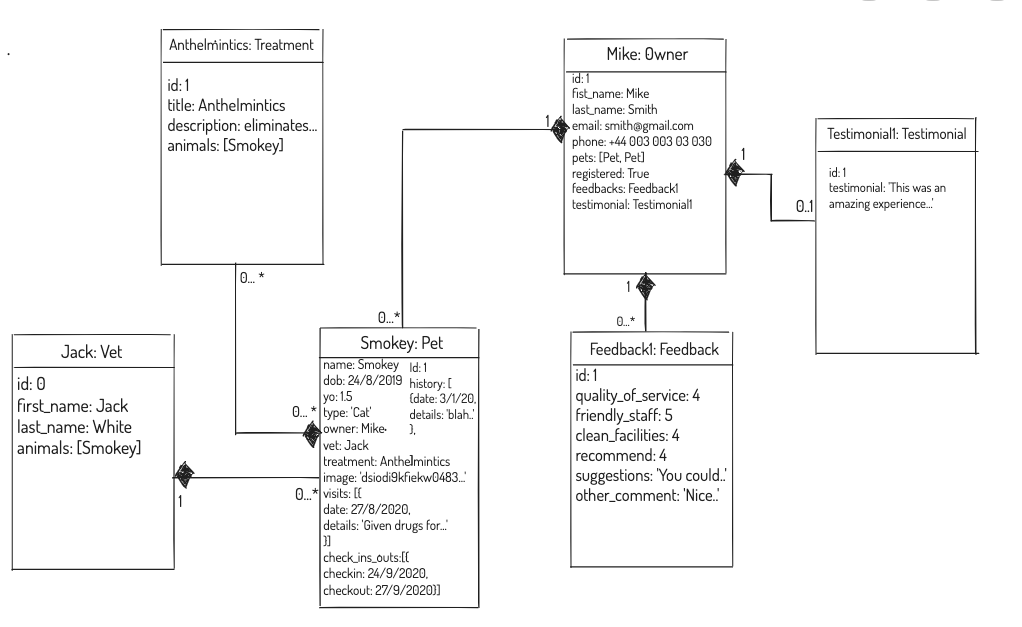 Anthelmintics: Treatment
id: 1
title: Anthelmintics
description: eliminates...
animals: [Smokey]
0... *
Mike: Owner
id: 1
fist_name: Mike
last_name: Smith
email: smith@gmail.com
phone: +44 003 003 03 030
pets: [Pet, Pet]
registered: True
feedbacks: Feedback1
testimonial: Testimonial1
1
1
1
Testimonial1: Testimonial
id: 1
testimonial: 'This was an
amazing experience...'
0..1
0...*
0...*
Jack: Vet
id: 0
first_name: Jack
last_name: White
animals: [Smokey]
1
Smokey: Pet
name: Smokey
dob: 24/8/2019
yo: 1.5
type: 'Cat'
owner: Mike
vet: Jack
treatment: Anthelmintics
image: 'dsiodi9kfiekw0483...'
visits: [{
date: 27/8/2020,
details: 'Given drugs for...'
}]
check_ins_outs:[{
checkin: 24/9/2020,
checkout: 27/9/2020}]
Id: 1
history: [
{date: 3/1/20,
details: 'blah..'
},
0...*
0...*
Feedback1: Feedback
id: 1
quality_of_service: 4
friendly_staff: 5
clean_facilities: 4
recommend: 4
suggestions: 'You could..'
other_comment: 'Nice..'